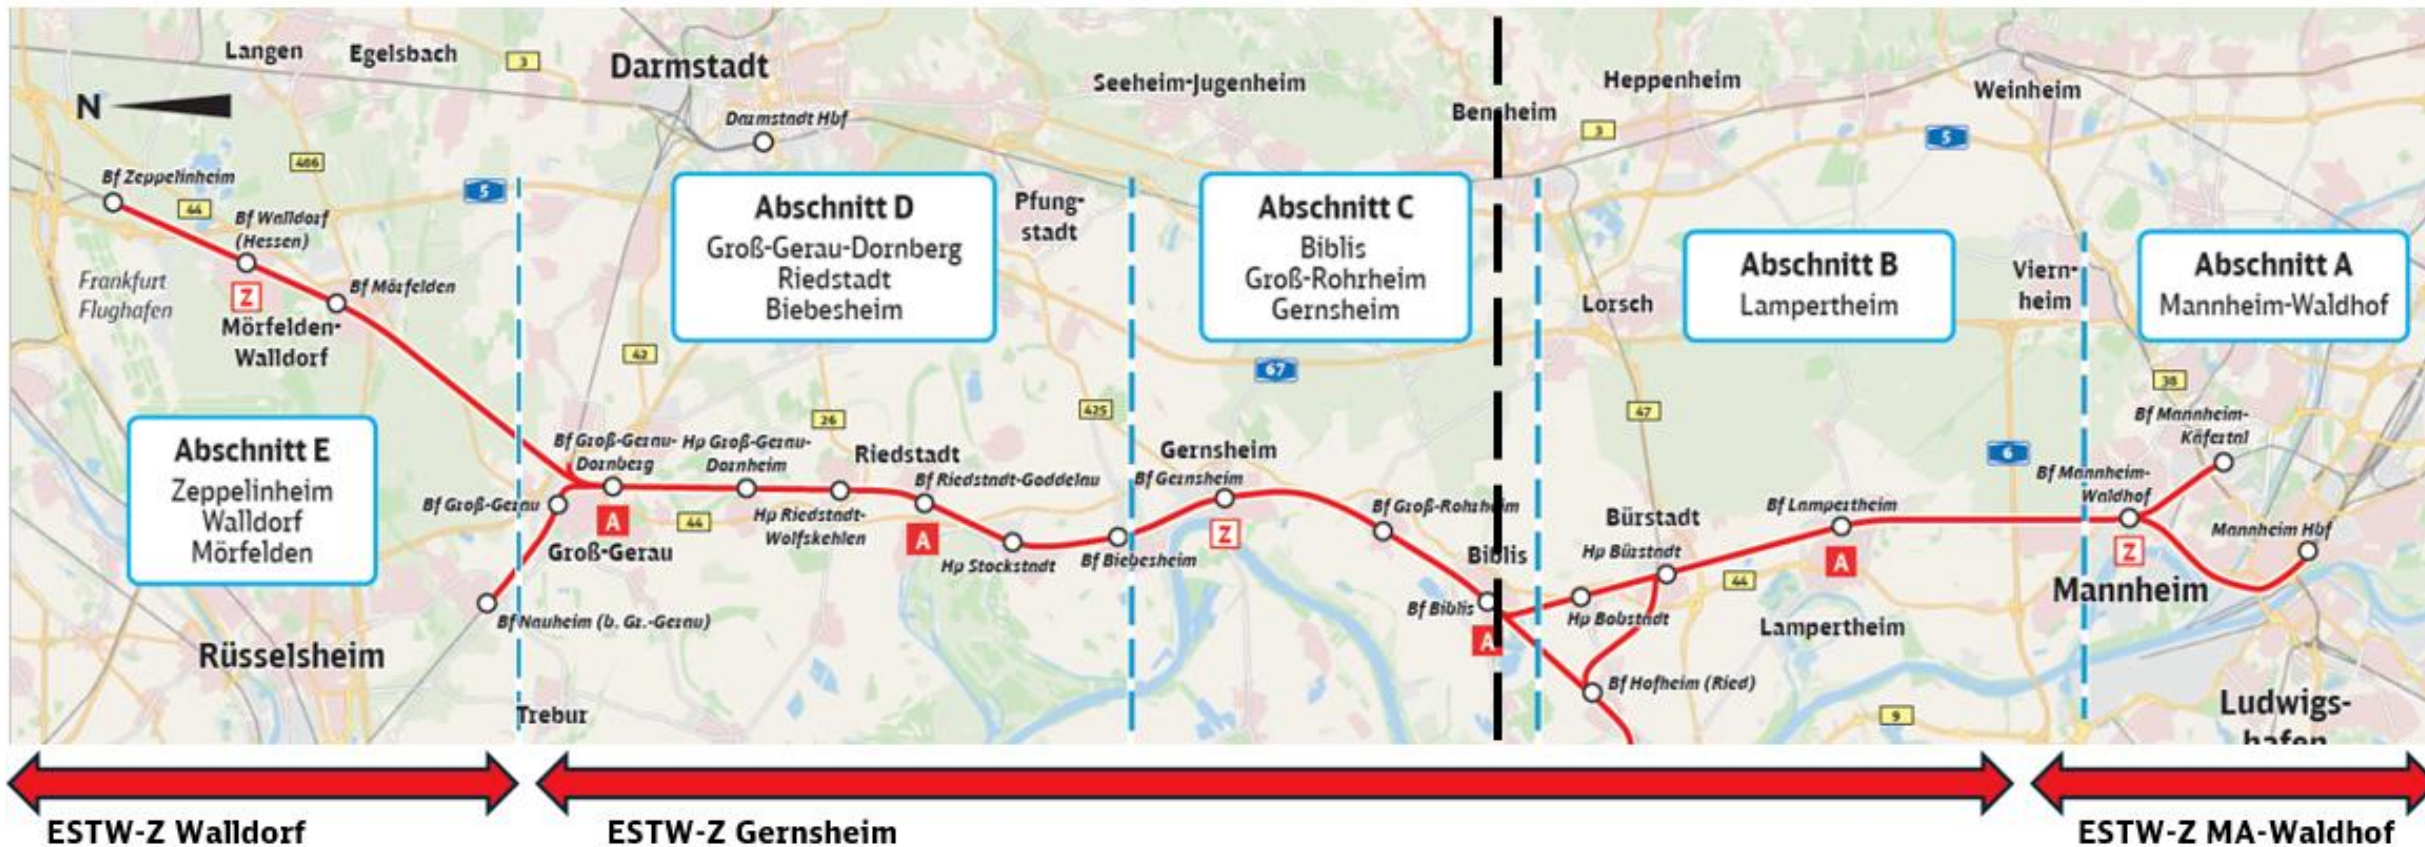 Langen
Egelsbach
3
Darmstadt
Seeheim-Jugenheim
Heppenheim
Weinheim
N
Bensheim
Darmstadt Hbf
3
5
466
Bf Zeppelinheim
5
44
Bf Walldorf
(Hessen)
Frankfurt
Flughafen
Z
Bf Mörfelden
Mörfelden-
Walldorf
Abschnitt D
Groß-Gerau-Dornberg
Riedstadt
Biebesheim
Pfung-
stadt
Abschnitt C
Biblis
Groß-Rohrheim
Gernsheim
Lorsch
Abschnitt B
Lampertheim
Viern-
heim
Abschnitt A
Mannheim-Waldhof
42
67
38
26
425
47
Abschnitt E
Zeppelinheim
Walldorf
Mörfelden
Bf Groß-Gerau-
Dornberg
Hp Groß-Gerau-
Dornheim
Riedstadt
Bf Riedstadt-Goddelau
Gernsheim
Bf Gernsheim
6
Bf Mannheim-
Käfertal
Bf Mannheim-
Waldhof
Bf Groß-Gerau
A
Groß-Gerau
44
Hp Riedstadt-
Wolfskehlen
A
Hp Stockstadt
Bf Biebesheim
Z
Bf Groß-Rohrheim
Biblis
Bürstadt
Hp Bürstadt
Bf Lampertheim
A
Z
Mannheim Hbf
Mannheim
Bf Nauheim (b. Gr.-Gerau)
Bf Biblis
A
Hp Bobstadt
44
Lampertheim
Rüsselsheim
Bf Hofheim (Ried)
Trebur
9
Ludwigs-
hafen
ESTW-Z Walldorf
ESTW-Z Gernsheim
ESTW-Z MA-Waldhof